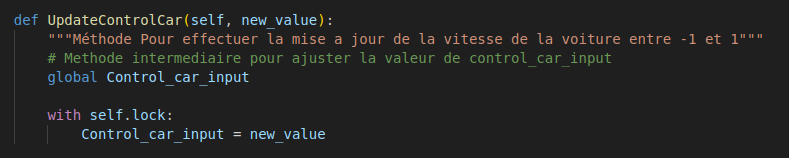 def UpdateControlCar(self, new_value):
"""Méthode Pour effectuer la mise a jour de la vitesse de la voiture entre -1 et 1"""
# Methode intermediaire pour ajuster la valeur de control_car_input
global Control_car_input
with self.lock:
Control_car_input = new_value